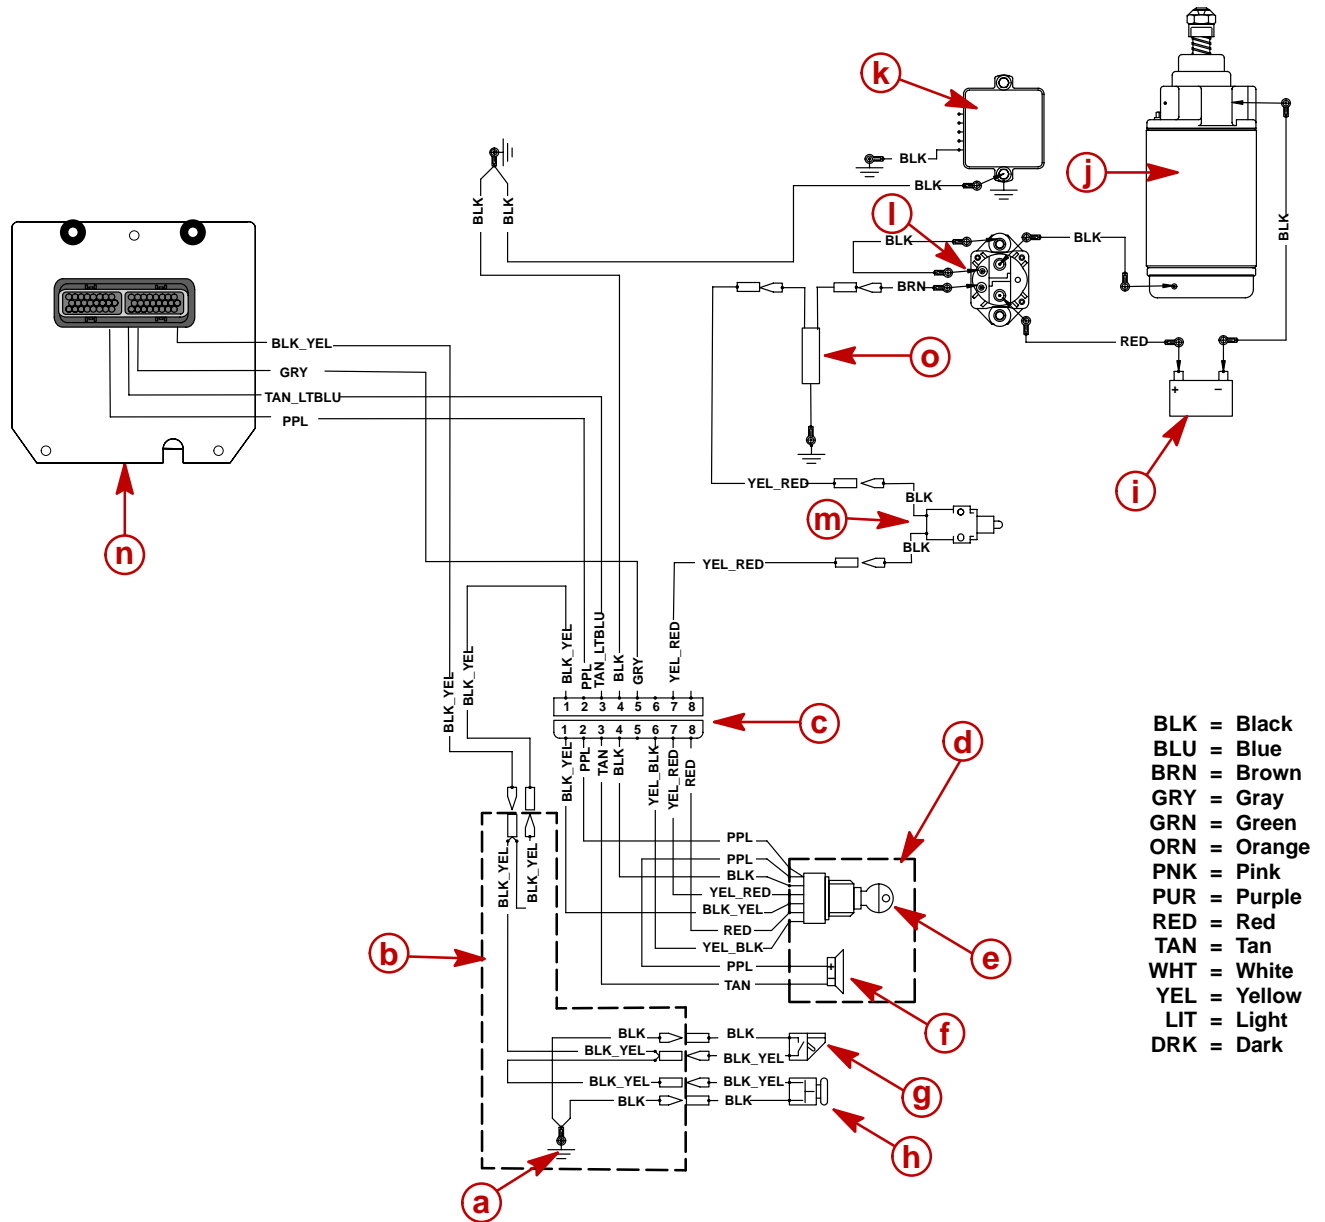 k
j
BLK
BLK
BLK
BLK
BLK
l
BLK
BLK
BRN
BLK
BLK_YEL
GRY
TAN_LTBLU
PPL
RED
o
+ −
i
YEL_RED
BLK
m
BLK
n
YEL_RED
BLK_YEL
PPL
TAN_LTBLU
BLK
GRY
YEL_RED
BLK_YEL
BLK_YEL
1 2 3 4 5 6 7 8
c
1 2 3 4 5 6 7 8
BLK_YEL
PPL
TAN
BLK
YEL_BLK
YEL_RED
RED
d
BLK_YEL
BLK_YEL
PPL
PPL
BLK
YEL_RED
BLK_YEL
RED
YEL_BLK
e
b
PPL
+
TAN
f
BLK
BLK
BLK_YEL
BLK_YEL
g
BLK_YEL
BLK_YEL
BLK
BLK
h
a
BLK = Black
BLU = Blue
BRN = Brown
GRY = Gray
GRN = Green
ORN = Orange
PNK = Pink
PUR = Purple
RED = Red
TAN = Tan
WHT = White
YEL = Yellow
LIT = Light
DRK = Dark